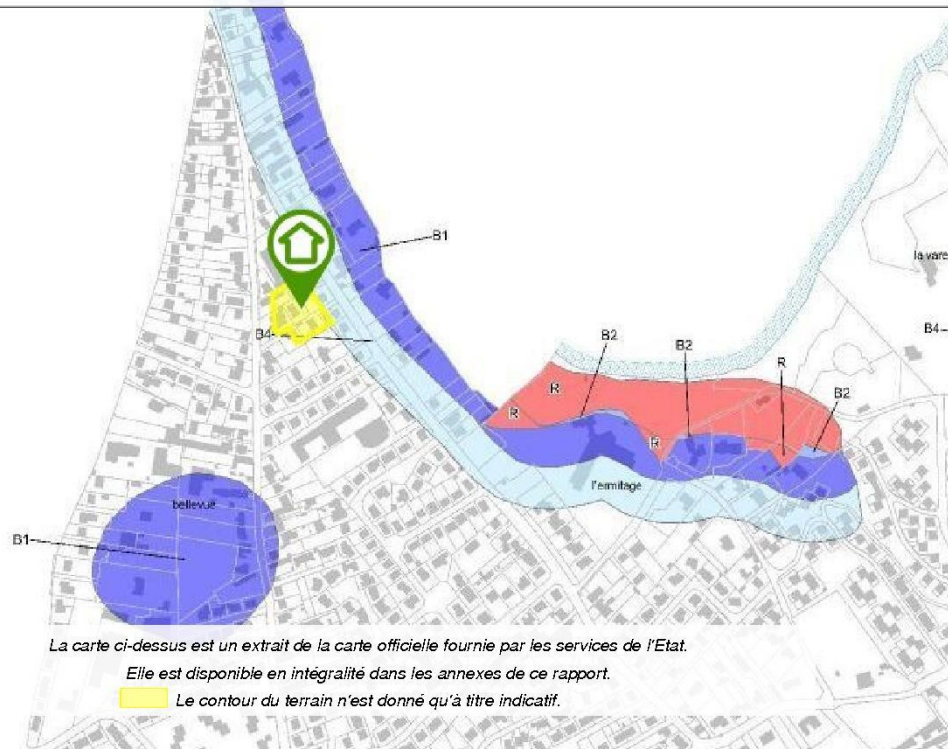 B1
la vare
B4
B4
B2
B2
R
R
B2
R
R
l'ermitage
bellevue
B1
La carte ci-dessus est un extrait de la carte officielle fournie par les services de l'Etat.
Elle est disponible en intégralité dans les annexes de ce rapport.
Le contour du terrain n'est donné qu'à titre indicatif.